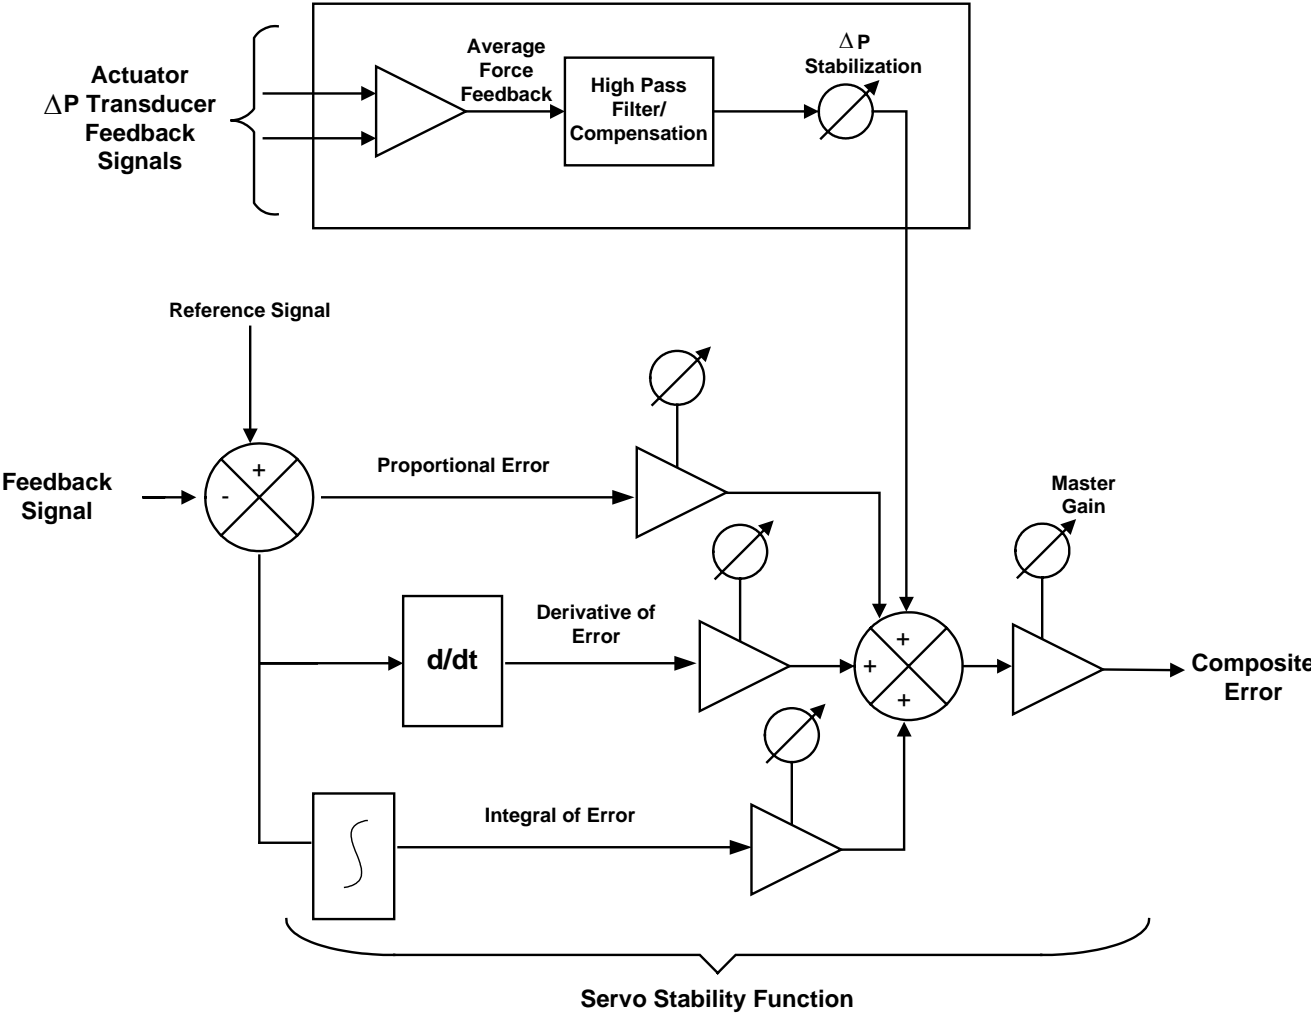 Actuator
ΔP Transducer
Feedback
Signals
Average
Force
Feedback
High Pass
Filter/
Compensation
ΔP
Stabilization
Reference Signal
Feedback
Signal
+
-
Proportional Error
Master
Gain
d/dt
Derivative of
Error
+
+
+
Composite
Error
∫
Integral of Error
Servo Stability Function